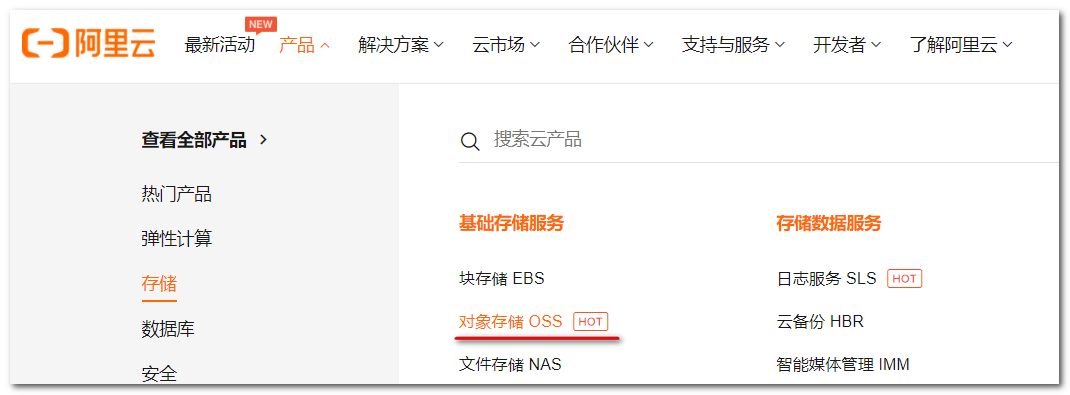 阿里云 最新活动 NEW 产品 解决方案 云市场 合作伙伴 支持与服务 开发者 了解阿里云
查看全部产品
搜索云产品
热门产品
弹性计算
存储
数据库
安全
基础存储服务
块存储 EBS
对象存储 OSS HOT
文件存储 NAS
存储数据服务
日志服务 SLS HOT
云备份 HBR
智能媒体管理 IMM